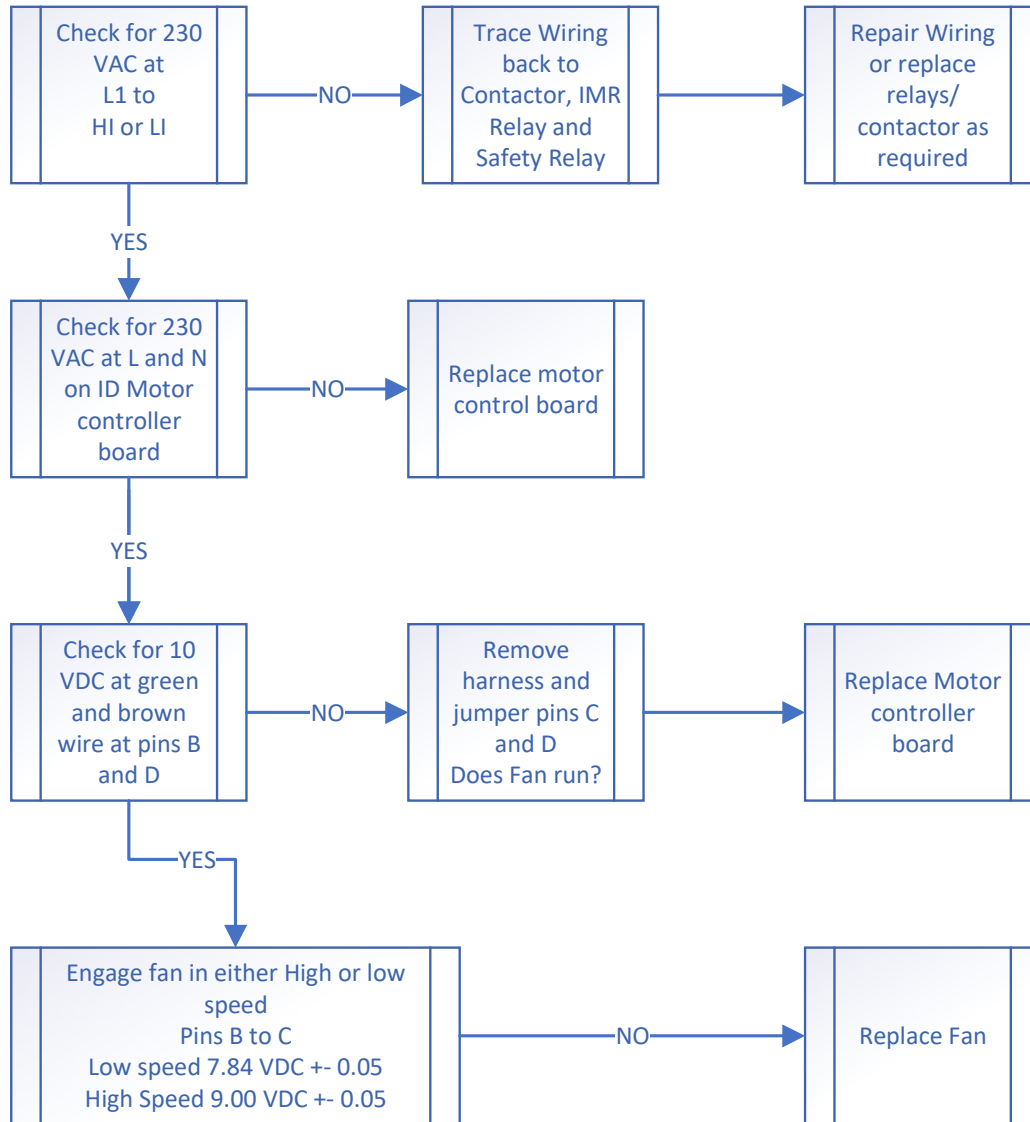 Check for 230
VAC at
L1 to
HI or LI
NO
Trace Wiring
back to
Contactor, IMR
Relay and
Safety Relay
Repair Wiring
or replace
relays/
contactor as
required
YES
Check for 230
VAC at L and N
on ID Motor
controller
board
NO
Replace motor
control board
YES
Check for 10
VDC at green
and brown
wire at pins B
and D
NO
Remove
harness and
jumper pins C
and D
Does Fan run?
Replace Motor
controller
board
YES
Engage fan in either High or low
speed
Pins B to C
Low speed 7.84 VDC +- 0.05
High Speed 9.00 VDC +- 0.05
NO
Replace Fan